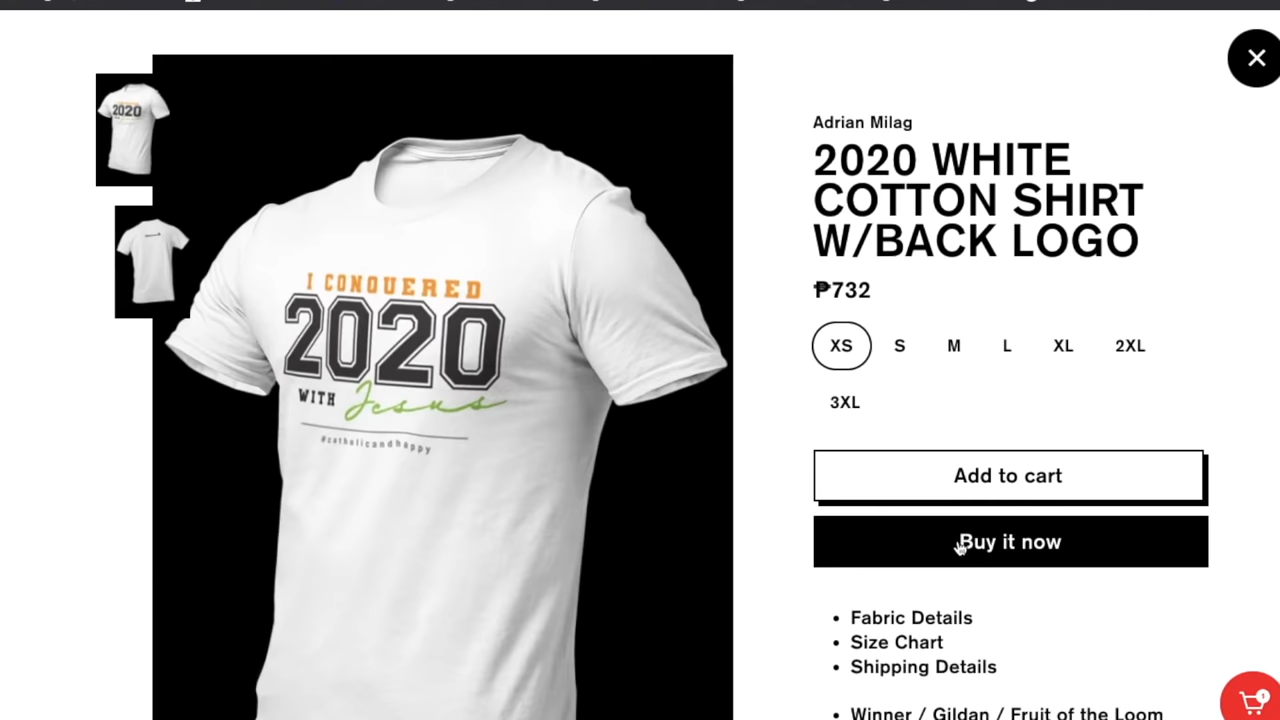 2020
I CONQUERED
2020
WITH Jesus
#catholicandhappy
Adrian Milag
2020 WHITE
COTTON SHIRT
W/BACK LOGO
₱732
XS S M L XL 2XL
3XL
Add to cart
Buy it now
Fabric Details
Size Chart
Shipping Details
Winner / Gildan / Fruit of the Loom
1